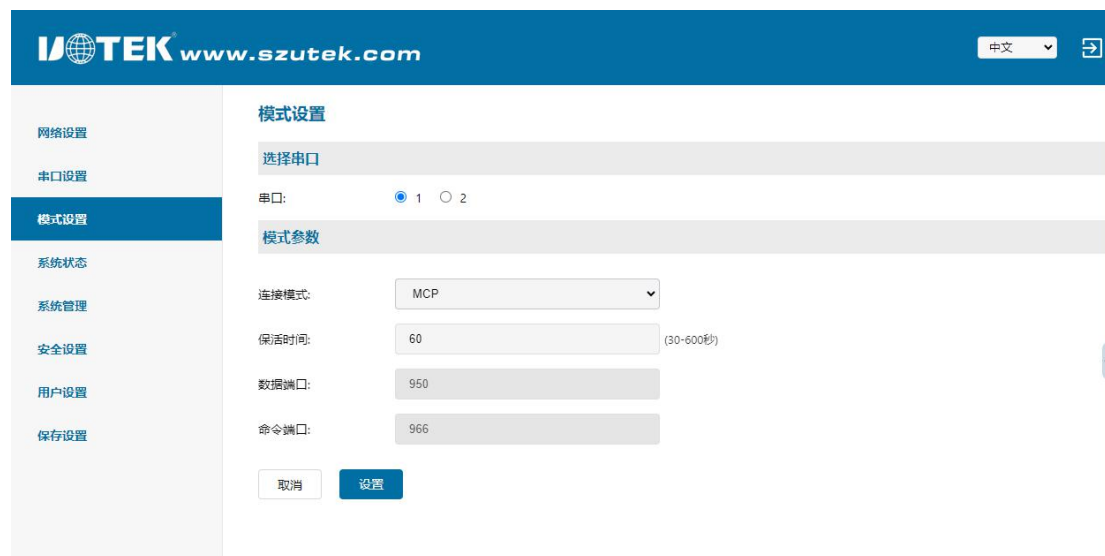 UOTEK® www.szutek.com
中文
网络设置
串口设置
模式设置
系统状态
系统管理
安全设置
用户设置
保存设置
模式设置
选择串口
串口: 1 2
模式参数
连接模式: MCP
保活时间: 60 (30-600秒)
数据端口: 950
命令端口: 966
取消 设置